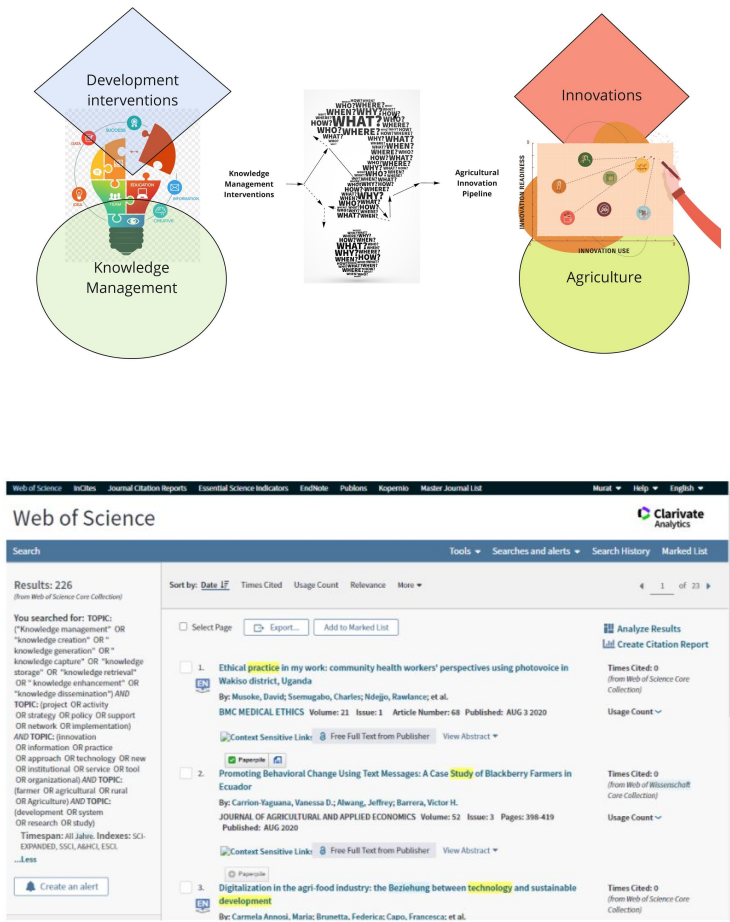 Development
interventions
SUCCESS
DATA
EDUCATION
TEAM
IDEA
INFORMATION
CREATIVE
Knowledge
Management
Knowledge
Management
Interventions
WHAT?
WHERE?
WHO?
WHEN?
WHY?
HOW?
Agricultural
Innovation
Pipeline
Innovations
INNOVATION READINESS
INNOVATION USE
Agriculture
Web of Science InCites Journal Citation Reports Essential Science Indicators EndNote Publons Kopernio Master Journal List Murat Help English
Web of Science
Clarivate
Analytics
Search Tools Searches and alerts Search History Marked List
Results: 226
(from Web of Science Core Collection)
You searched for: TOPIC:
("Knowledge management" OR
"knowledge creation" OR "
knowledge generation" OR "
knowledge capture" OR "knowledge
storage" OR "knowledge retrieval"
OR " knowledge enhancement" OR
"knowledge dissemination") AND
TOPIC: (project OR activity
OR strategy OR policy OR support
OR network OR implementation)
AND TOPIC: (innovation
OR information OR practice
OR approach OR technology OR new
OR institutional OR service OR tool
OR organizational) AND TOPIC:
(farmer OR agricultural OR rural
OR Agriculture) AND TOPIC:
(development OR system
OR research OR study)
Timespan: All Jahre. Indexes: SCI-
EXPANDED, SSCI, A&HCI, ESCI.
...Less
Create an alert
Sort by: Date Times Cited Usage Count Relevance More
1 of 23
Select Page Export... Add to Marked List
Analyze Results
Create Citation Report
1. Ethical practice in my work: community health workers' perspectives using photovoice in
Wakiso district, Uganda
EN
By: Musoke, David; Ssemugabo, Charles; Ndejjo, Rawlance; et al.
BMC MEDICAL ETHICS Volume: 21 Issue: 1 Article Number: 68 Published: AUG 3 2020
Context Sensitive Links Free Full Text from Publisher View Abstract
Paperpile
Times Cited: 0
(from Web of Science Core
Collection)
Usage Count
2. Promoting Behavioral Change Using Text Messages: A Case Study of Blackberry Farmers in
Ecuador
By: Carrion-Yaguana, Vanessa D.; Alwang, Jeffrey; Barrera, Victor H.
JOURNAL OF AGRICULTURAL AND APPLIED ECONOMICS Volume: 52 Issue: 3 Pages: 398-419
Published: AUG 2020
Context Sensitive Links Free Full Text from Publisher View Abstract
Paperpile
Times Cited: 0
(from Web of Wissenschaft
Core Collection)
Usage Count
3. Digitalization in the agri-food industry: the Beziehung between technology and sustainable
development
EN
By: Carmela Annosi, Maria; Brunetta, Federica; Capo, Francesca; et al.
Times Cited: 0
(from Web of Science Core
Collection)